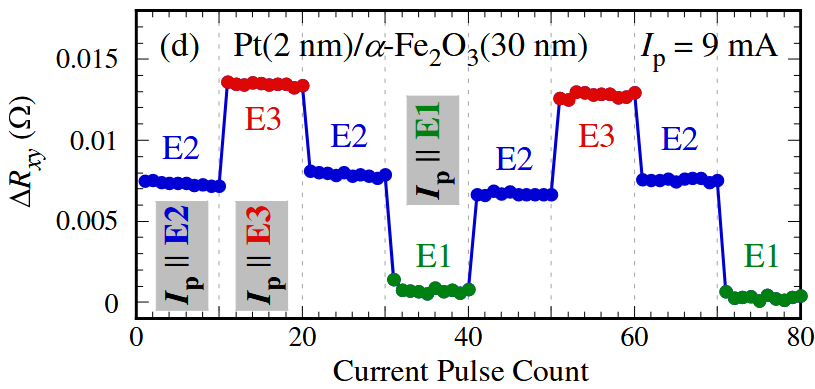 (d) Pt(2 nm)/α-Fe₂O₃(30 nm) Iₚ = 9 mA
0.015
0.01
0.005
0
ΔRₓᵧ (Ω)
E2
E3
E2
E1
E2
E3
E2
E1
Iₚ || E2
Iₚ || E3
Iₚ || E1
0 20 40 60 80
Current Pulse Count